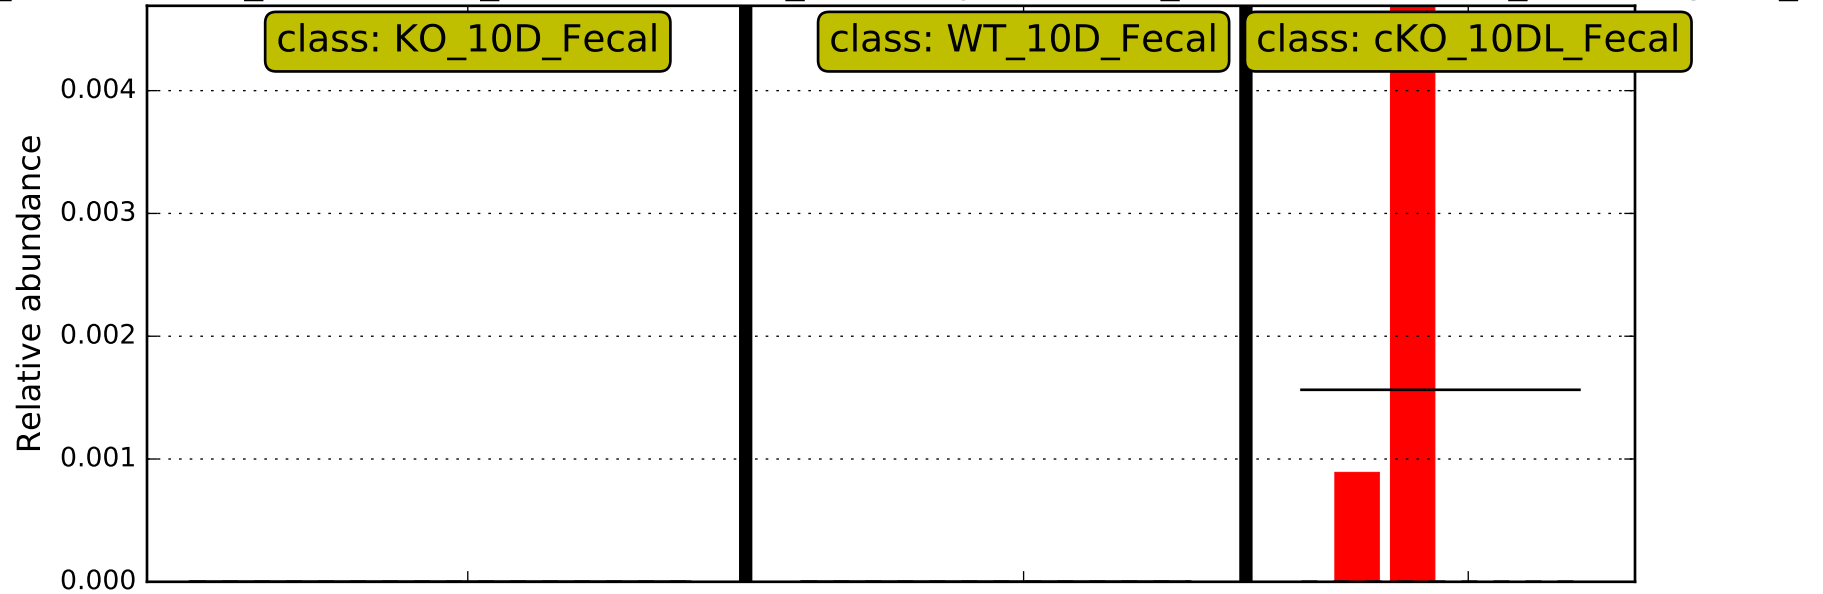 class: KO_10D_Fecal
class: WT_10D_Fecal
class: cKO_10DL_Fecal
0.004
0.003
0.002
0.001
0.000
Relative abundance